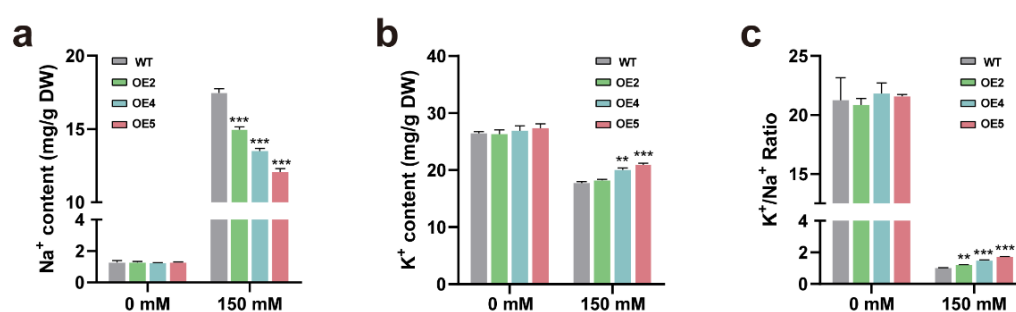 a
Na⁺ content (mg/g DW)
20
15
10
4
2
0
WT
OE2
OE4
OE5
***
***
***
0 mM
150 mM
b
K⁺ content (mg/g DW)
40
30
20
10
0
WT
OE2
OE4
OE5
**
***
0 mM
150 mM
c
K⁺/Na⁺ Ratio
25
20
15
4
2
0
WT
OE2
OE4
OE5
**
***
***
0 mM
150 mM